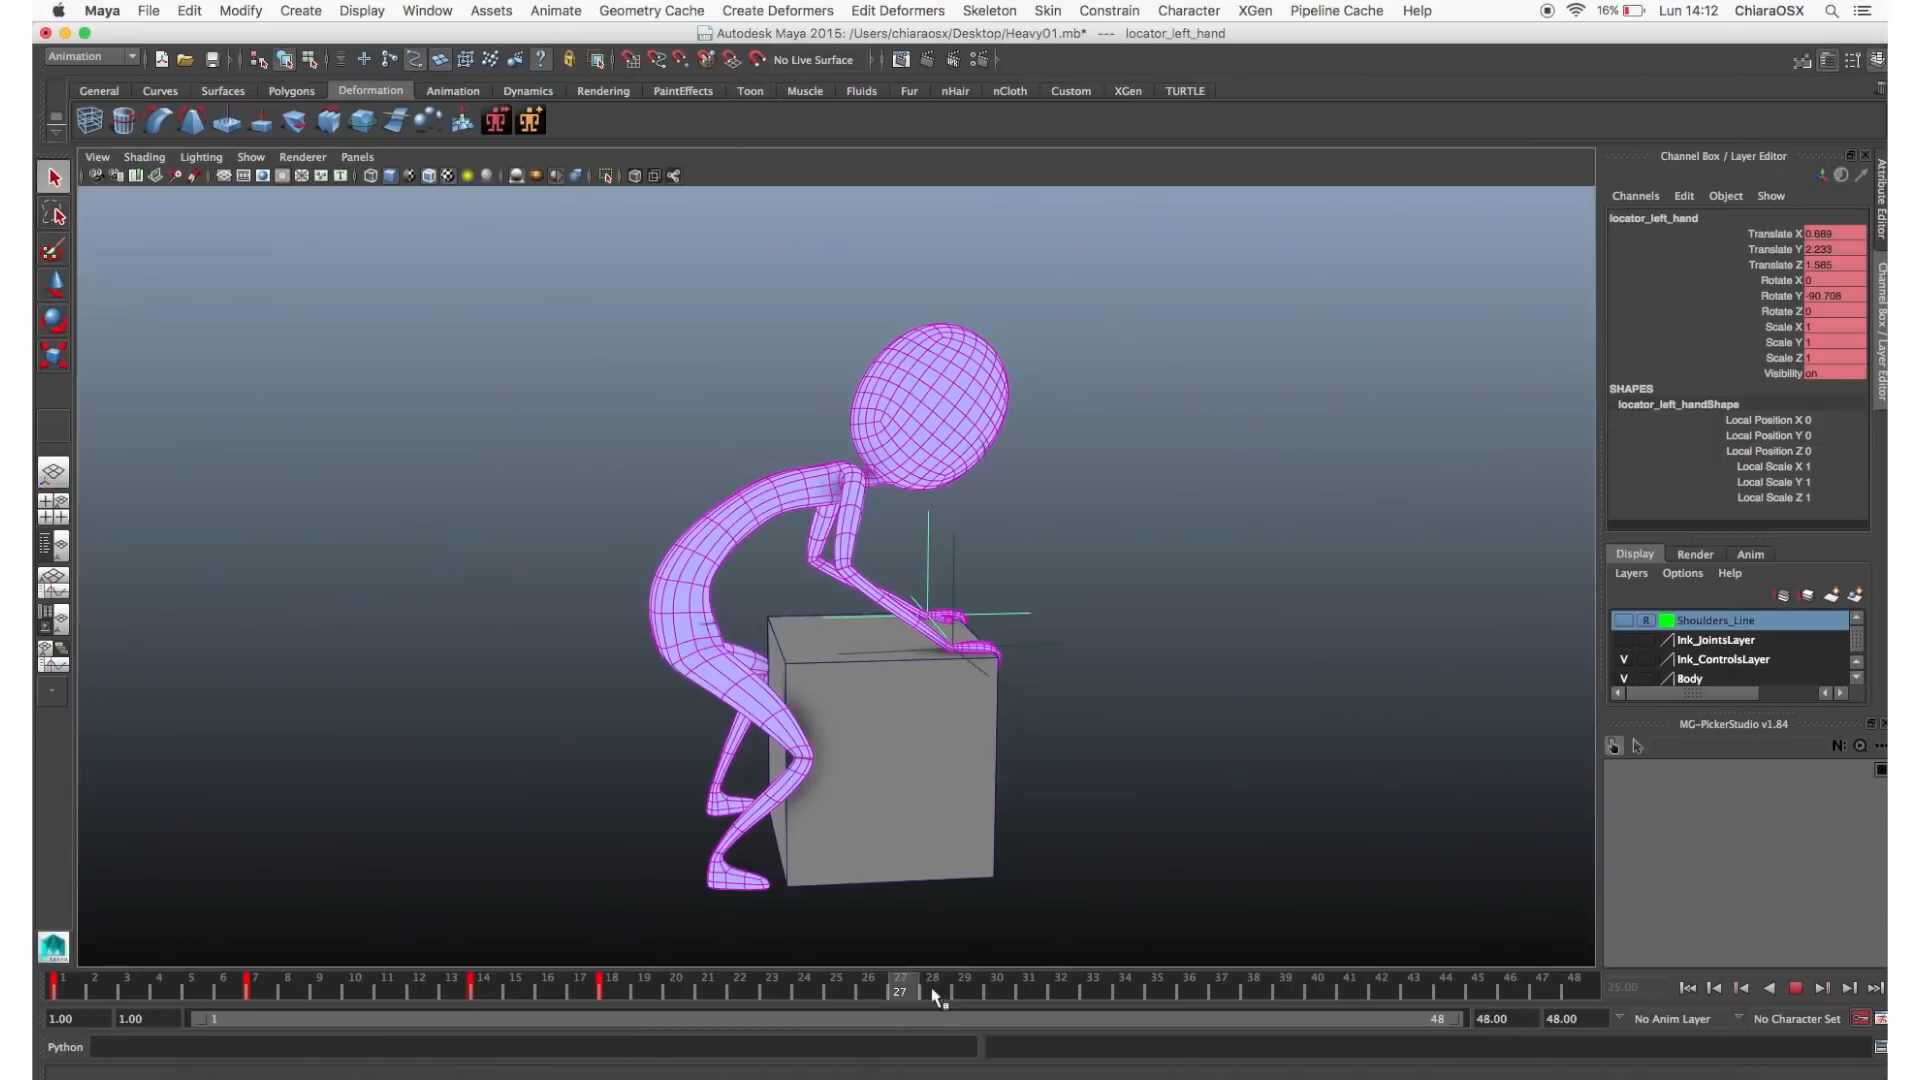 Maya File Edit Modify Create Display Window Assets Animate Geometry Cache Create Deformers Edit Deformers Skeleton Skin Constrain Character XGen Pipeline Cache Help 16% Lun 14:12 ChiaraOSX
Autodesk Maya 2015: /Users/chiaraosx/Desktop/Heavy01.mb* --- locator_left_hand
Animation No Live Surface
General Curves Surfaces Polygons Deformation Animation Dynamics Rendering PaintEffects Toon Muscle Fluids Fur nHair nCloth Custom XGen TURTLE
View Shading Lighting Show Renderer Panels
Channel Box / Layer Editor
Channels Edit Object Show
locator_left_hand
Translate X 0.689
Translate Y 2.233
Translate Z 1.585
Rotate X 0
Rotate Y -90.708
Rotate Z 0
Scale X 1
Scale Y 1
Scale Z 1
Visibility on
SHAPES
locator_left_handShape
Local Position X 0
Local Position Y 0
Local Position Z 0
Local Scale X 1
Local Scale Y 1
Local Scale Z 1
Attribute Editor
Channel Box / Layer Editor
Display Render Anim
Layers Options Help
R Shoulders_Line
Ink_JointsLayer
V Ink_ControlsLayer
V Body
MG-PickerStudio v1.84
N:
MAYA
1 2 3 4 5 6 7 8 9 10 11 12 13 14 15 16 17 18 19 20 21 22 23 24 25 26 27 28 29 30 31 32 33 34 35 36 37 38 39 40 41 42 43 44 45 46 47 48
27 25.00
1.00 1.00 1 48 48.00 48.00 No Anim Layer No Character Set
Python